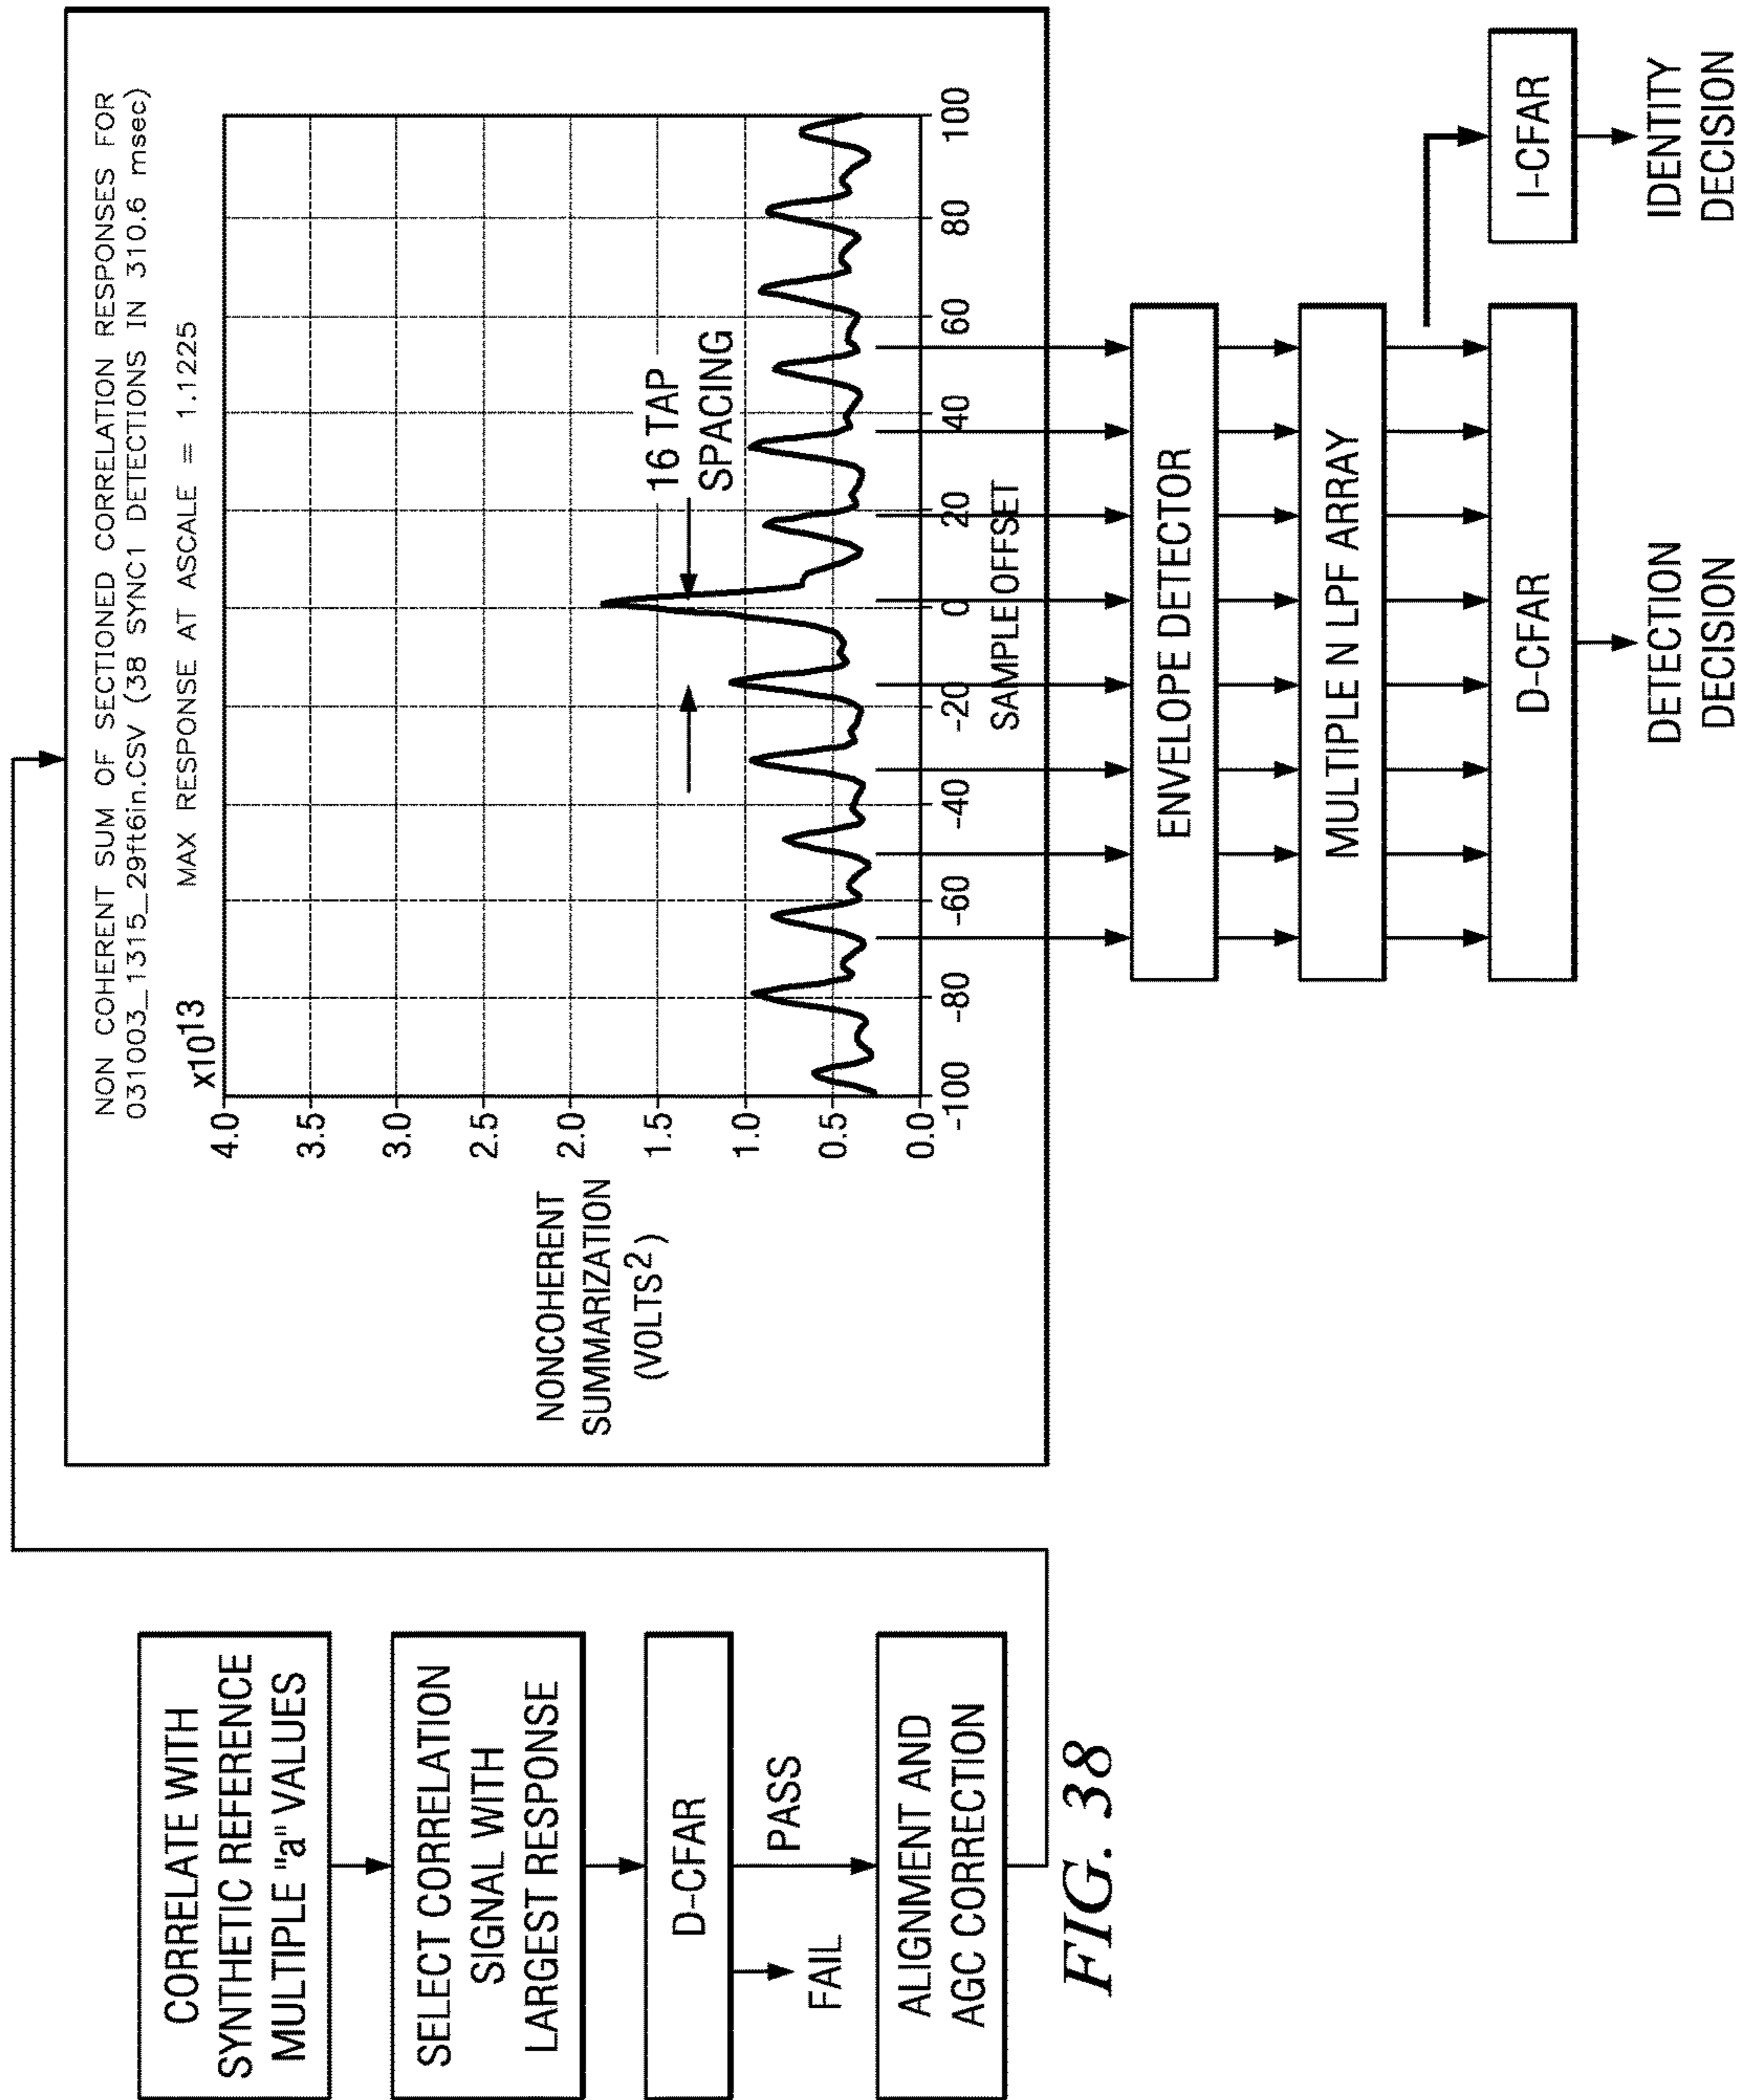 CORRELATE WITH
SYNTHETIC REFERENCE
MULTIPLE "a" VALUES
SELECT CORRELATION
SIGNAL WITH
LARGEST RESPONSE
D-CFAR
FAIL
PASS
ALIGNMENT AND
AGC CORRECTION
FIG. 38
NON COHERENT SUM OF SECTIONED CORRELATION RESPONSES FOR
031003_1315_29ft6in.CSV (38 SYNC1 DETECTIONS IN 310.6 msec)
MAX RESPONSE AT ASCALE = 1.1225
x10^13
4.0
3.5
3.0
2.5
2.0
1.5
1.0
0.5
0.0
NONCOHERENT
SUMMARIZATION
(VOLTS^2)
16 TAP
SPACING
-100 -80 -60 -40 -20 0 20 40 60 80 100
SAMPLE OFFSET
ENVELOPE DETECTOR
MULTIPLE N LPF ARRAY
D-CFAR
I-CFAR
DETECTION
DECISION
IDENTITY
DECISION